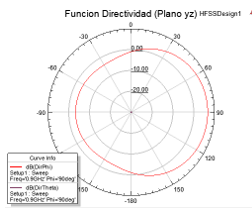 Funcion Directividad (Plano yz)
HFSSDesign1
0
-30
30
0.00
-60
60
-10.00
-20.00
-90
90
-120
120
-150
150
-180
Curve Info
dB(DirPhi)
Setup1 : Sweep
Freq='0.9GHz' Phi='90deg'
dB(DirTheta)
Setup1 : Sweep
Freq='0.9GHz' Phi='90deg'